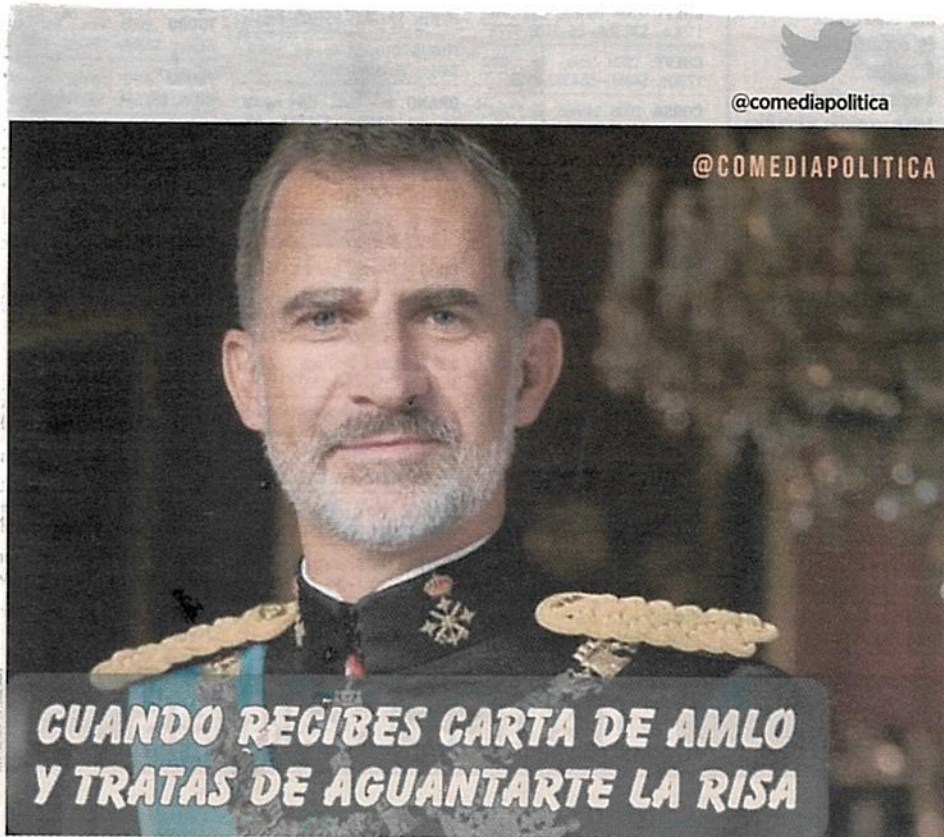 @comediapolitica
@COMEDIAPOLITICA
CUANDO RECIBES CARTA DE AMLO
Y TRATAS DE AGUANTARTE LA RISA